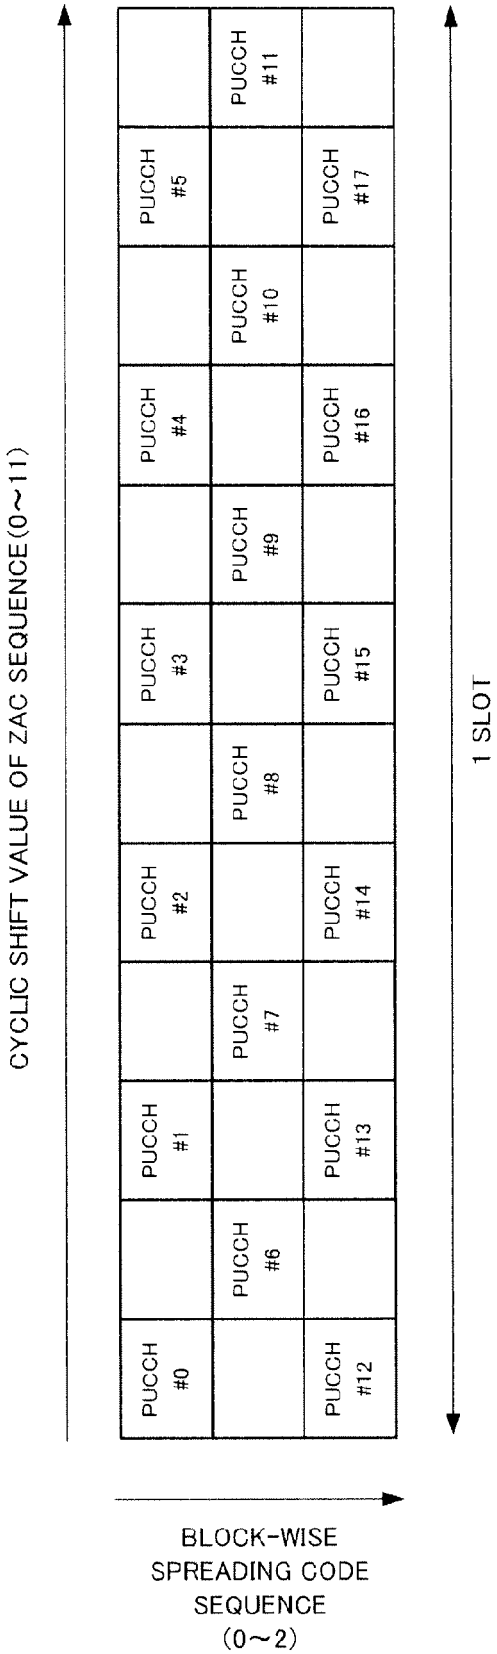 CYCLIC SHIFT VALUE OF ZAC SEQUENCE(0～11)
PUCCH
#0
PUCCH
#1
PUCCH
#2
PUCCH
#3
PUCCH
#4
PUCCH
#5
PUCCH
#6
PUCCH
#7
PUCCH
#8
PUCCH
#9
PUCCH
#10
PUCCH
#11
PUCCH
#12
PUCCH
#13
PUCCH
#14
PUCCH
#15
PUCCH
#16
PUCCH
#17
1 SLOT
BLOCK-WISE
SPREADING CODE
SEQUENCE
(0～2)